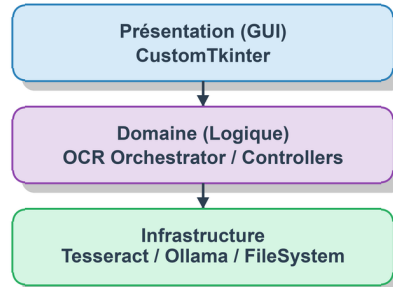 Présentation (GUI)
CustomTkinter
Domaine (Logique)
OCR Orchestrator / Controllers
Infrastructure
Tesseract / Ollama / FileSystem